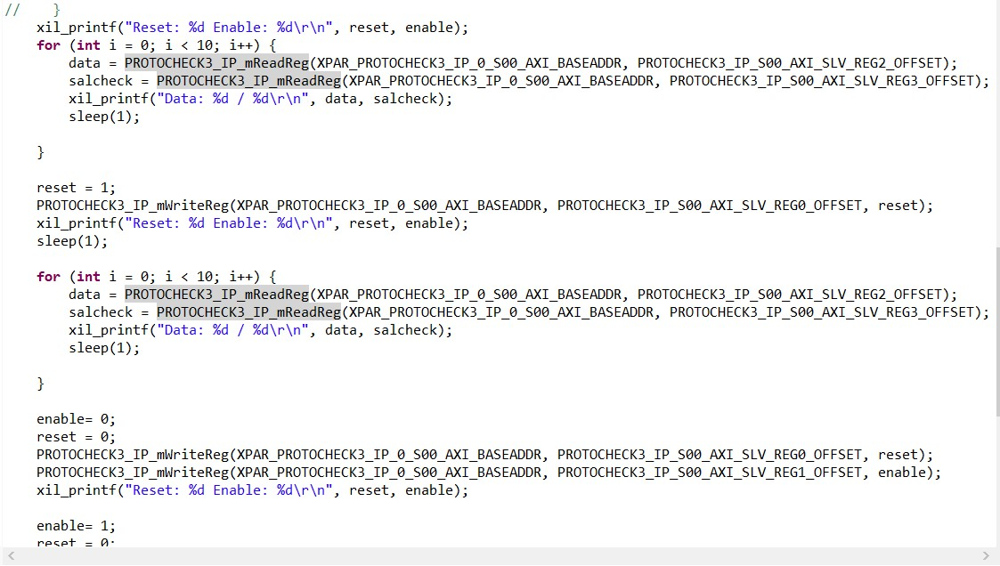 //    }
    xil_printf("Reset: %d Enable: %d\r\n", reset, enable);
    for (int i = 0; i < 10; i++) {
        data = PROTOCHECK3_IP_mReadReg(XPAR_PROTOCHECK3_IP_0_S00_AXI_BASEADDR, PROTOCHECK3_IP_S00_AXI_SLV_REG2_OFFSET);
        salcheck = PROTOCHECK3_IP_mReadReg(XPAR_PROTOCHECK3_IP_0_S00_AXI_BASEADDR, PROTOCHECK3_IP_S00_AXI_SLV_REG3_OFFSET);
        xil_printf("Data: %d / %d\r\n", data, salcheck);
        sleep(1);

    }

    reset = 1;
    PROTOCHECK3_IP_mWriteReg(XPAR_PROTOCHECK3_IP_0_S00_AXI_BASEADDR, PROTOCHECK3_IP_S00_AXI_SLV_REG0_OFFSET, reset);
    xil_printf("Reset: %d Enable: %d\r\n", reset, enable);
    sleep(1);

    for (int i = 0; i < 10; i++) {
        data = PROTOCHECK3_IP_mReadReg(XPAR_PROTOCHECK3_IP_0_S00_AXI_BASEADDR, PROTOCHECK3_IP_S00_AXI_SLV_REG2_OFFSET);
        salcheck = PROTOCHECK3_IP_mReadReg(XPAR_PROTOCHECK3_IP_0_S00_AXI_BASEADDR, PROTOCHECK3_IP_S00_AXI_SLV_REG3_OFFSET);
        xil_printf("Data: %d / %d\r\n", data, salcheck);
        sleep(1);

    }

    enable= 0;
    reset = 0;
    PROTOCHECK3_IP_mWriteReg(XPAR_PROTOCHECK3_IP_0_S00_AXI_BASEADDR, PROTOCHECK3_IP_S00_AXI_SLV_REG0_OFFSET, reset);
    PROTOCHECK3_IP_mWriteReg(XPAR_PROTOCHECK3_IP_0_S00_AXI_BASEADDR, PROTOCHECK3_IP_S00_AXI_SLV_REG1_OFFSET, enable);
    xil_printf("Reset: %d Enable: %d\r\n", reset, enable);

    enable= 1;
    reset = 0;